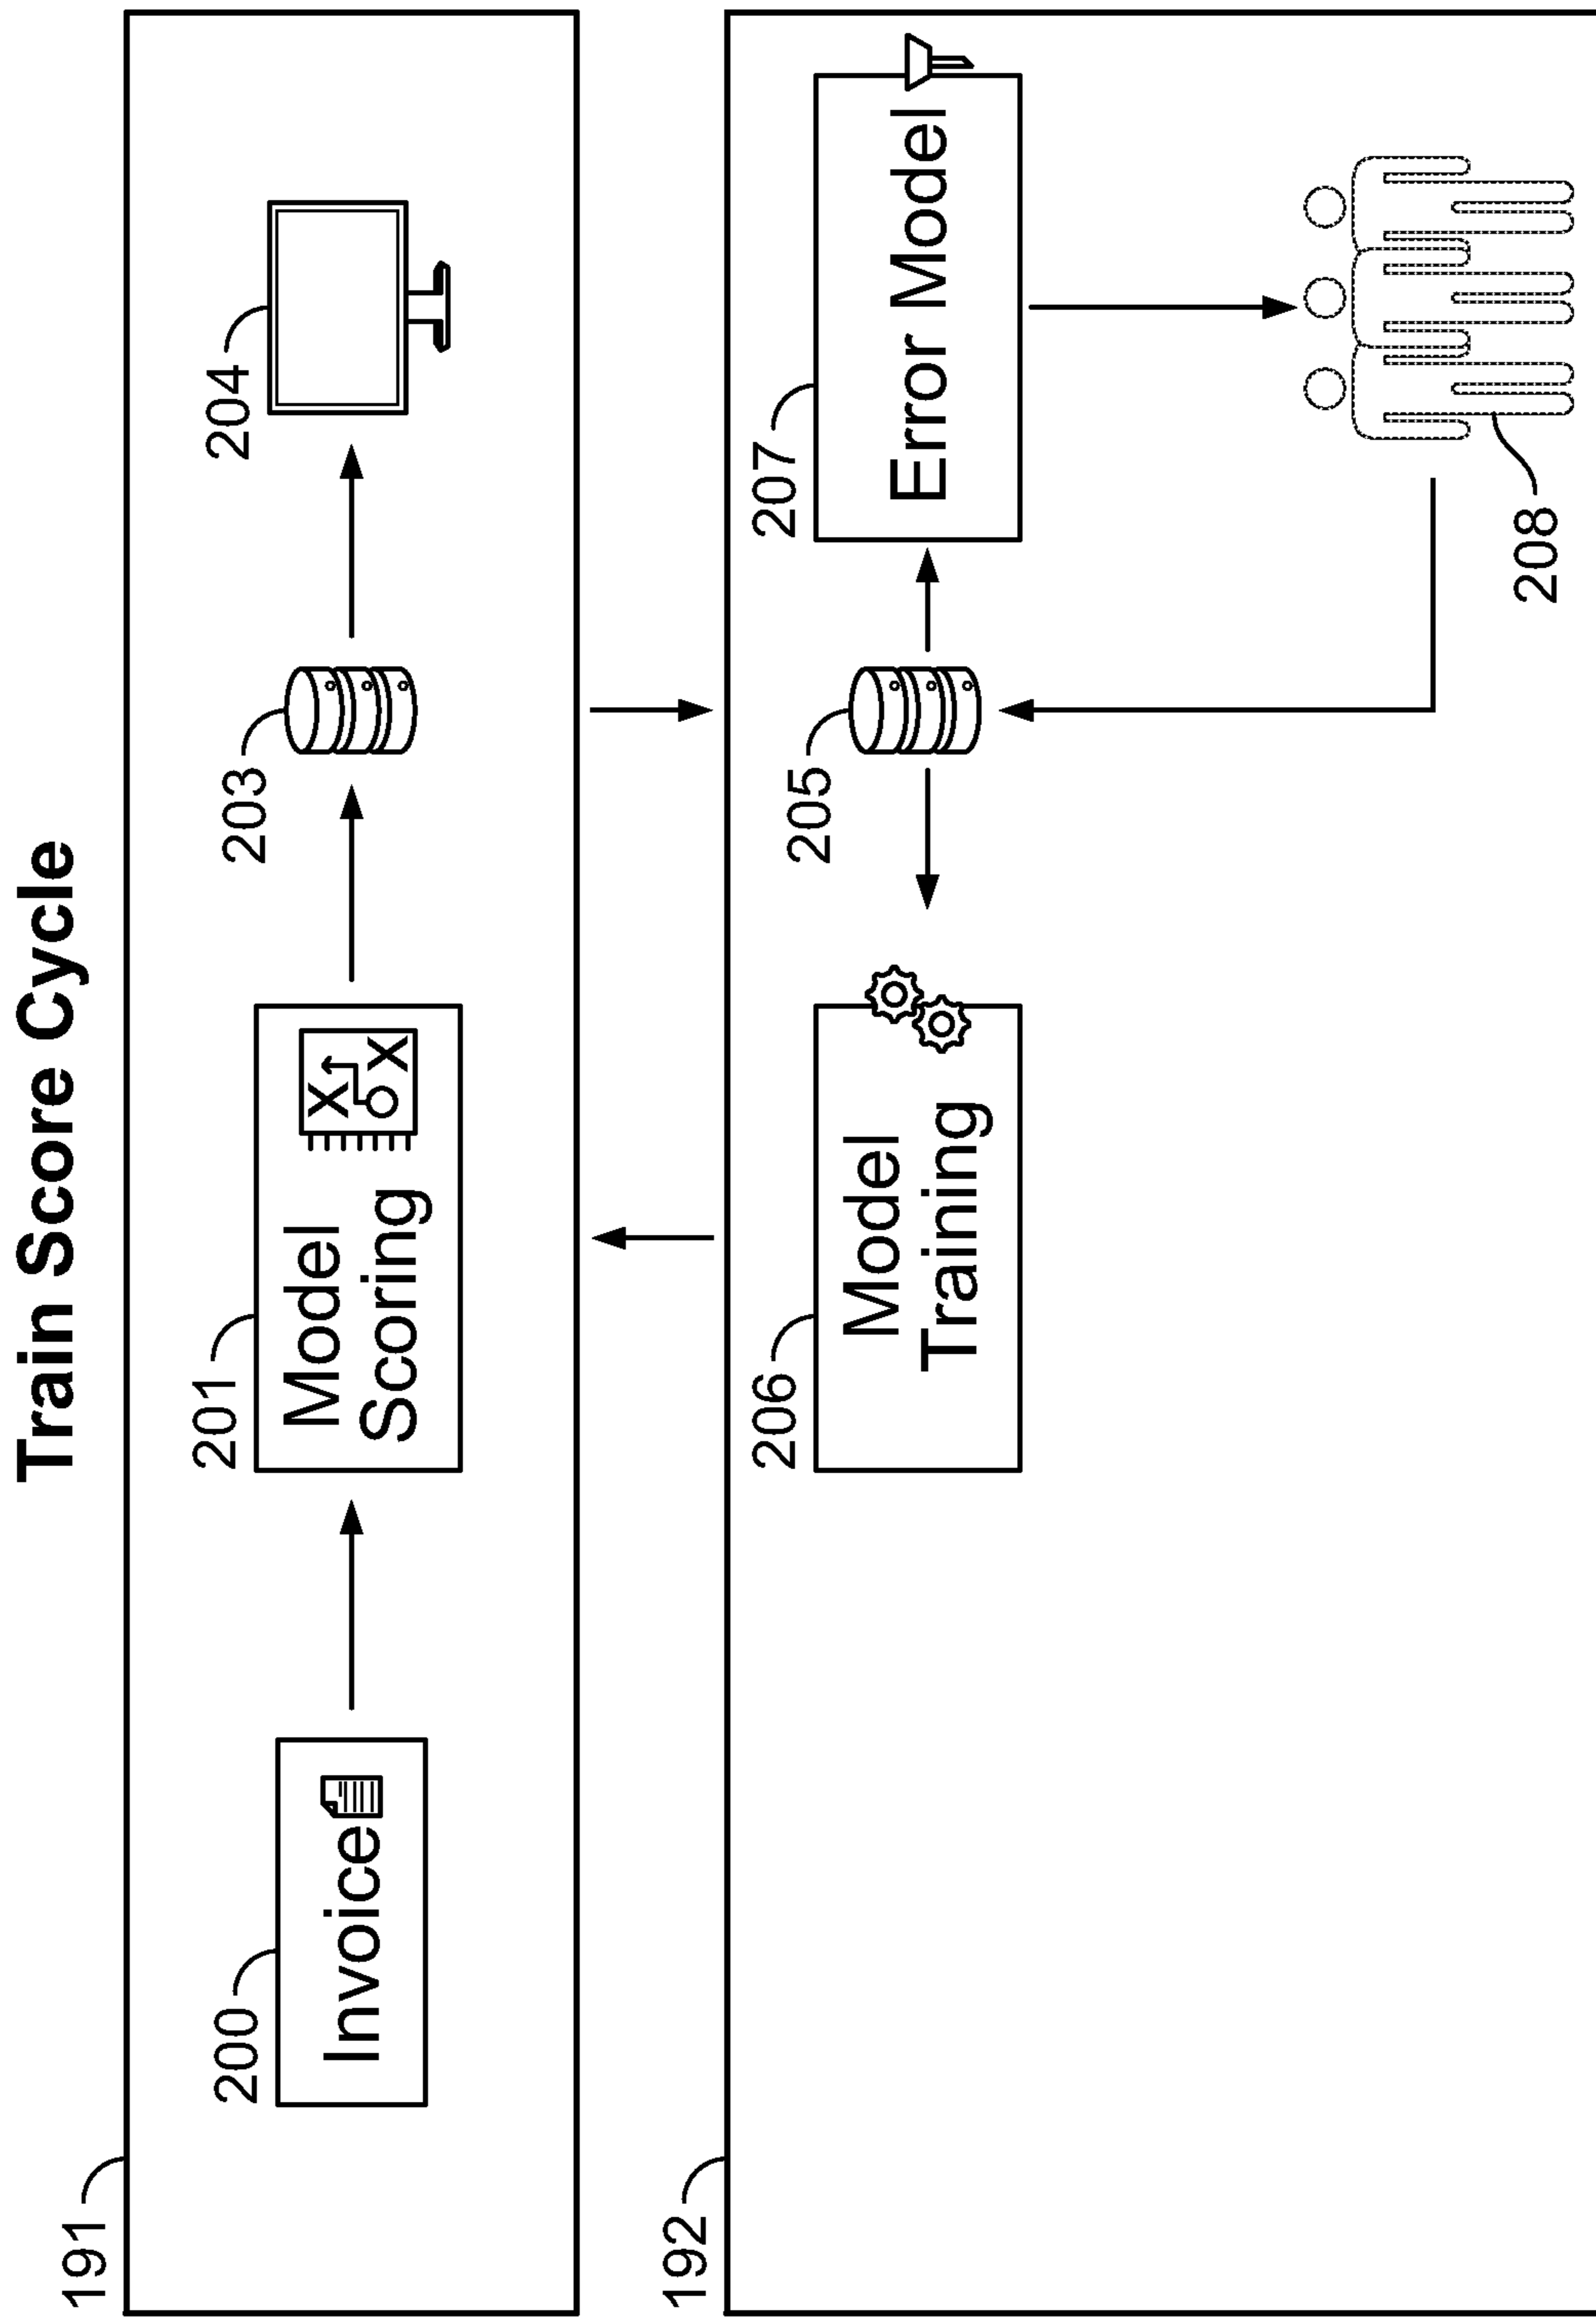 Train Score Cycle
191
200
Invoice
201
Model
Scoring
X
X
203
204
192
206
Model
Training
205
207
Error Model
208